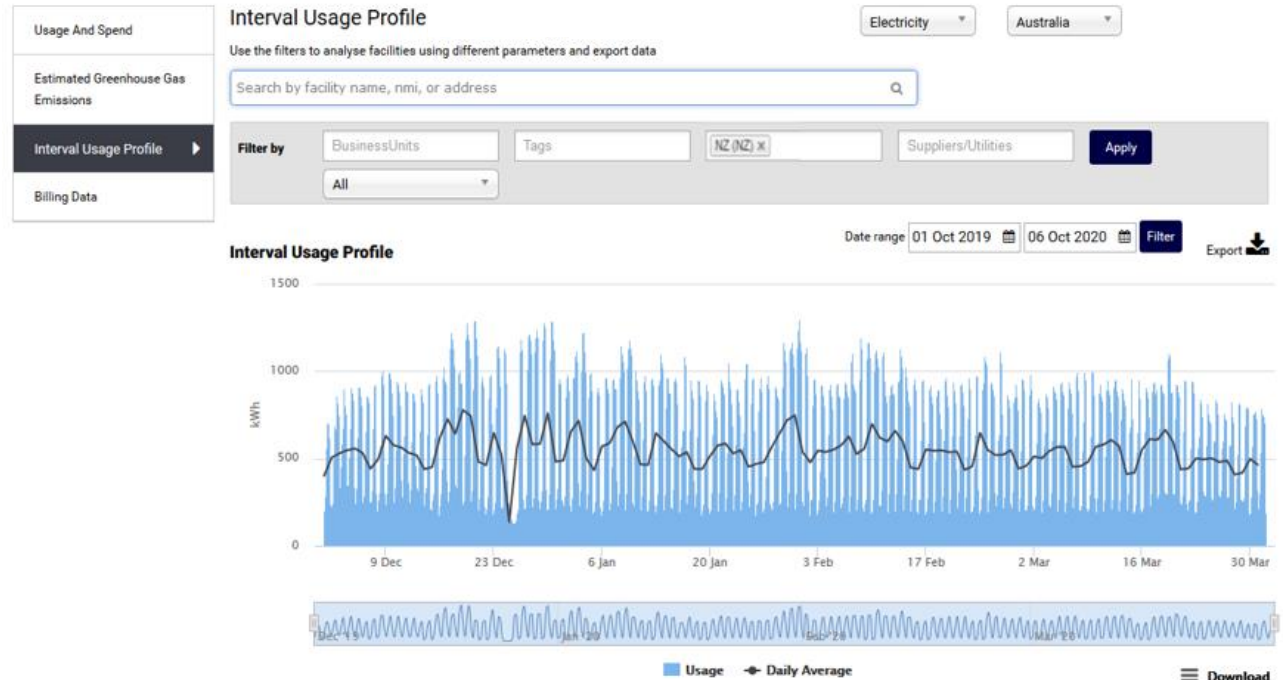 Usage And Spend
Estimated Greenhouse Gas
Emissions
Interval Usage Profile
Billing Data
Interval Usage Profile
Electricity
Australia
Use the filters to analyse facilities using different parameters and export data
Search by facility name, nmi, or address
Filter by
BusinessUnits
Tags
NZ (NZ) x
Suppliers/Utilities
Apply
All
Interval Usage Profile
Date range 01 Oct 2019 06 Oct 2020 Filter
Export
1500
1000
500
0
kWh
9 Dec 23 Dec 6 Jan 20 Jan 3 Feb 17 Feb 2 Mar 16 Mar 30 Mar
Jan '20 Mar '20
Usage Daily Average
Download